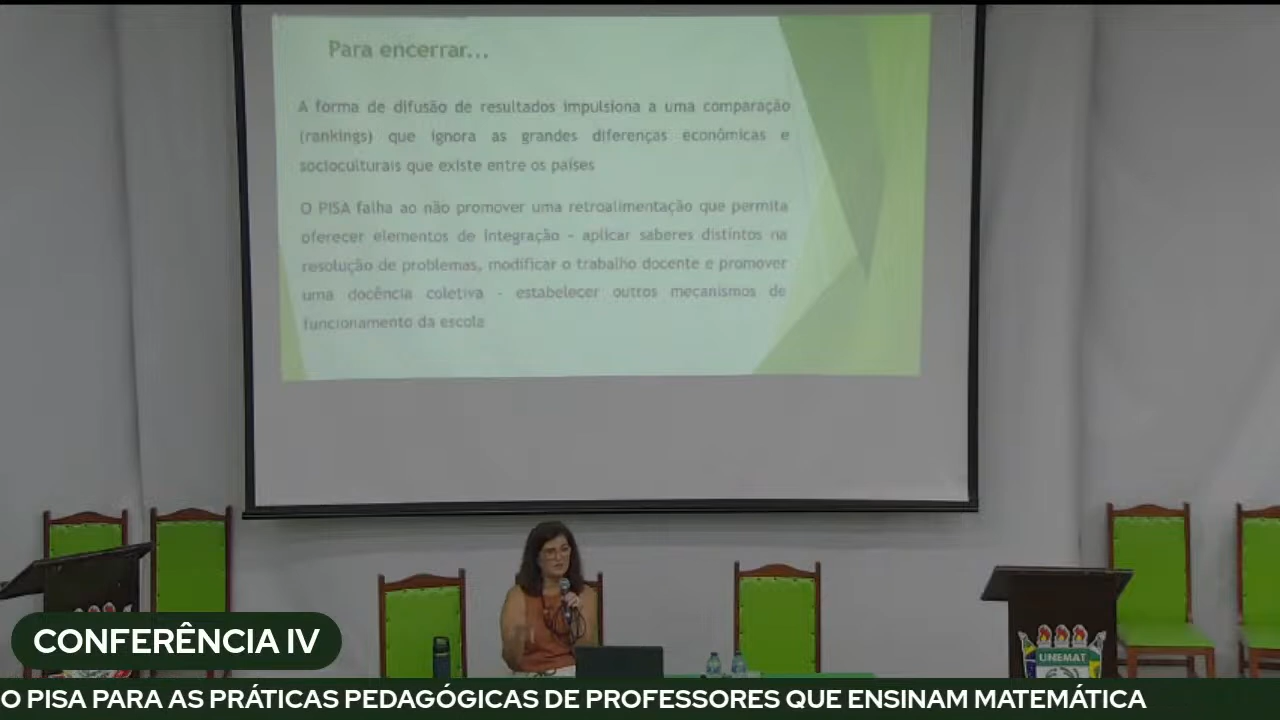 Para encerrar...
A forma de difusão de resultados impulsiona a uma comparação
(rankings) que ignora as grandes diferenças econômicas e
socioculturais que existe entre os países
O PISA falha ao não promover uma retroalimentação que permita
oferecer elementos de integração - aplicar saberes distintos na
resolução de problemas, modificar o trabalho docente e promover
uma docência coletiva - estabelecer outros mecanismos de
funcionamento da escola
UNEMAT
CONFERÊNCIA IV
O PISA PARA AS PRÁTICAS PEDAGÓGICAS DE PROFESSORES QUE ENSINAM MATEMÁTICA